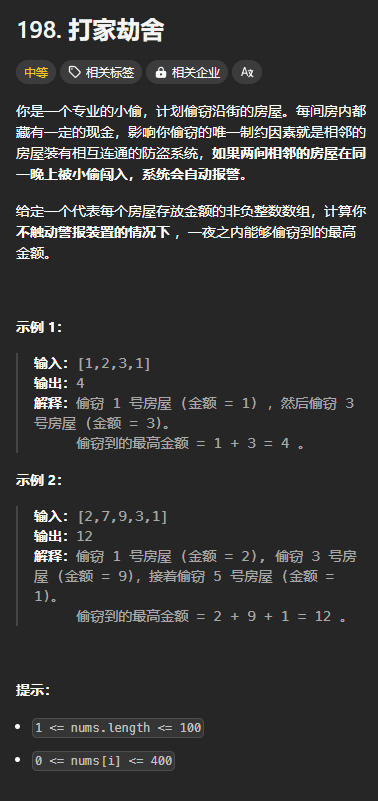 198. 打家劫舍
中等 相关标签 相关企业 Aあ
你是一个专业的小偷，计划偷窃沿街的房屋。每间房内都
藏有一定的现金，影响你偷窃的唯一制约因素就是相邻的
房屋装有相互连通的防盗系统，如果两间相邻的房屋在同
一晚上被小偷闯入，系统会自动报警。
给定一个代表每个房屋存放金额的非负整数数组，计算你
不触动警报装置的情况下 ，一夜之内能够偷窃到的最高
金额。
示例 1：
输入：[1,2,3,1]
输出：4
解释：偷窃 1 号房屋 (金额 = 1) ，然后偷窃 3
号房屋 (金额 = 3)。
偷窃到的最高金额 = 1 + 3 = 4 。
示例 2：
输入：[2,7,9,3,1]
输出：12
解释：偷窃 1 号房屋 (金额 = 2), 偷窃 3 号房
屋 (金额 = 9)，接着偷窃 5 号房屋 (金额 =
1)。
偷窃到的最高金额 = 2 + 9 + 1 = 12 。
提示：
1 <= nums.length <= 100
0 <= nums[i] <= 400